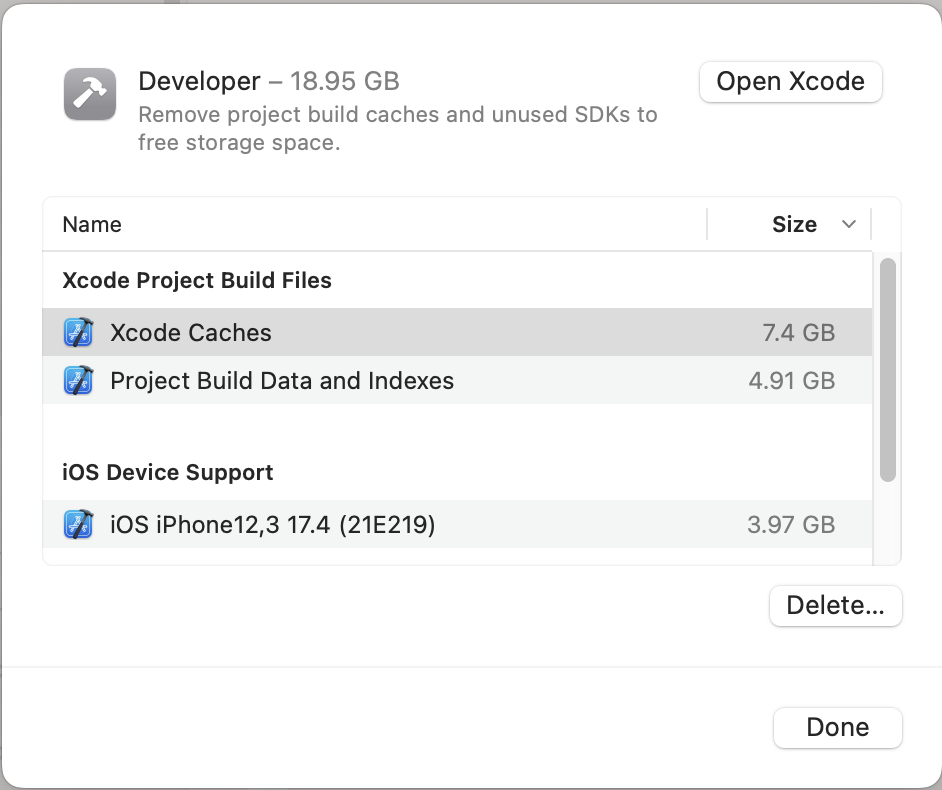 Developer – 18.95 GB
Open Xcode
Remove project build caches and unused SDKs to
free storage space.
Name Size
Xcode Project Build Files
Xcode Caches 7.4 GB
Project Build Data and Indexes 4.91 GB
iOS Device Support
iOS iPhone12,3 17.4 (21E219) 3.97 GB
Delete...
Done